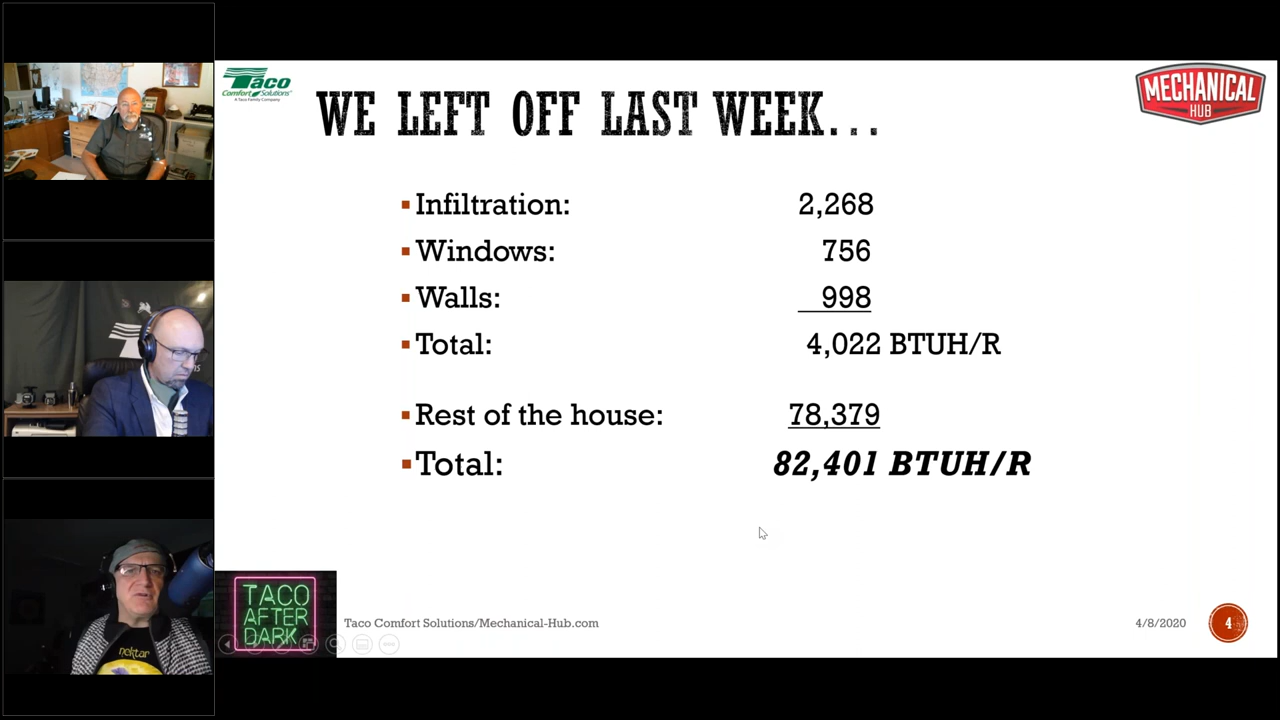 Taco
Comfort Solutions®
A Taco Family Company
MECHANICAL
HUB
WE LEFT OFF LAST WEEK...
▪ Infiltration: 2,268
▪ Windows: 756
▪ Walls: 998
▪ Total: 4,022 BTUH/R
▪ Rest of the house: 78,379
▪ Total: 82,401 BTUH/R
nektar
TACO
AFTER
DARK
Taco Comfort Solutions/Mechanical-Hub.com 4/8/2020 4